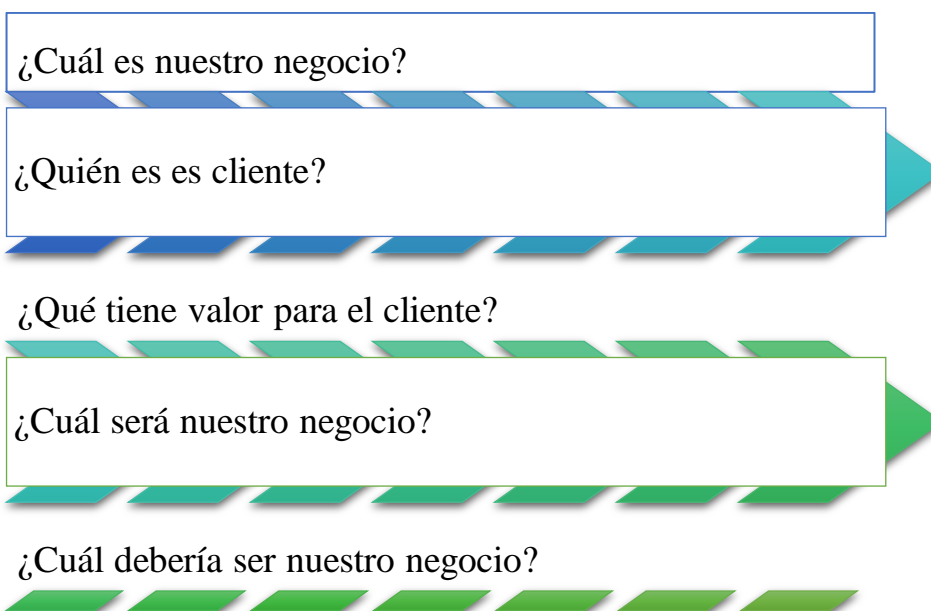 ¿Cuál es nuestro negocio?
¿Quién es es cliente?
¿Qué tiene valor para el cliente?
¿Cuál será nuestro negocio?
¿Cuál debería ser nuestro negocio?